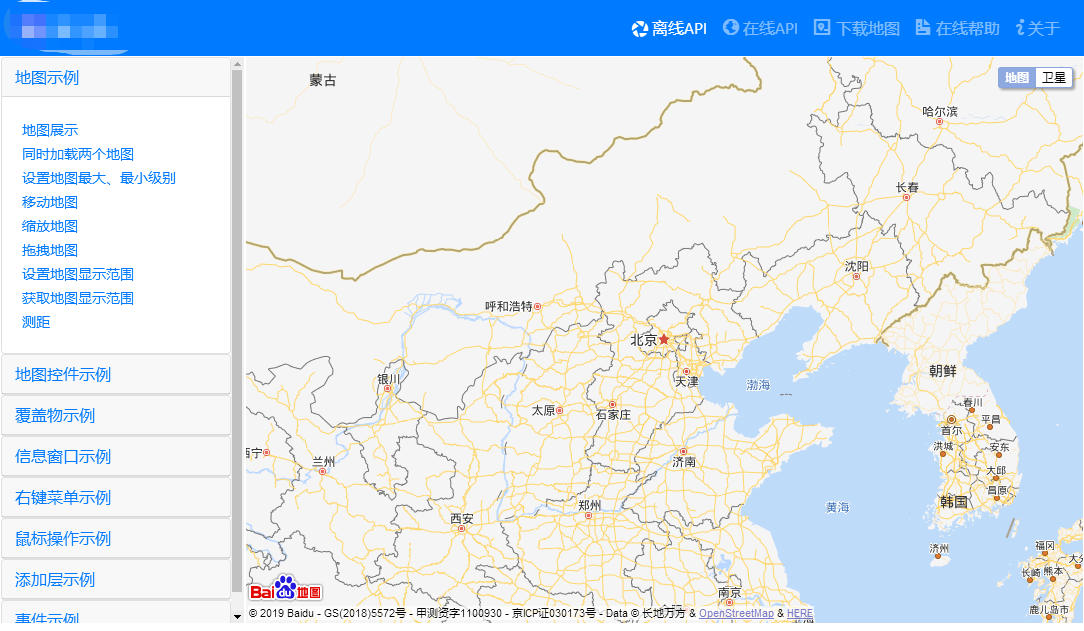 离线API 在线API 下载地图 在线帮助 关于
地图示例
地图展示
同时加载两个地图
设置地图最大、最小级别
移动地图
缩放地图
拖拽地图
设置地图显示范围
获取地图显示范围
测距
地图控件示例
覆盖物示例
信息窗口示例
右键菜单示例
鼠标操作示例
添加层示例
事件示例
地图 卫星
蒙古
哈尔滨
长春
沈阳
呼和浩特
北京
天津
渤海
朝鲜
银川
太原
石家庄
春川
平昌
首尔
洪城
安东
西宁
兰州
济南
大邱
昌原
韩国
西安
郑州
黄海
济州
福冈
大分
长崎
熊本
南京
鹿儿岛市
Bai du 地图
© 2019 Baidu - GS(2018)5572号 - 甲测资字1100930 - 京ICP证030173号 - Data © 长地万方 & OpenStreetMap & HERE